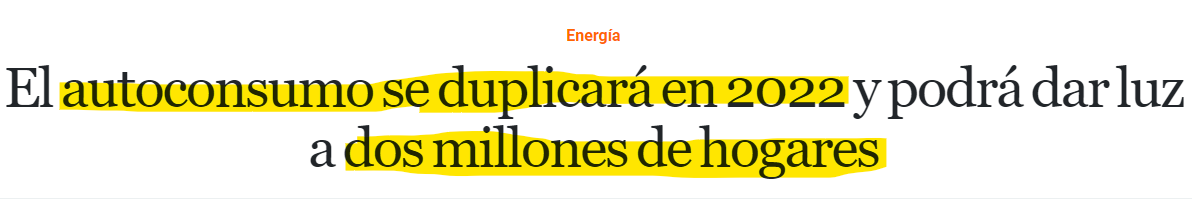 Energía
El autoconsumo se duplicará en 2022 y podrá dar luz
a dos millones de hogares